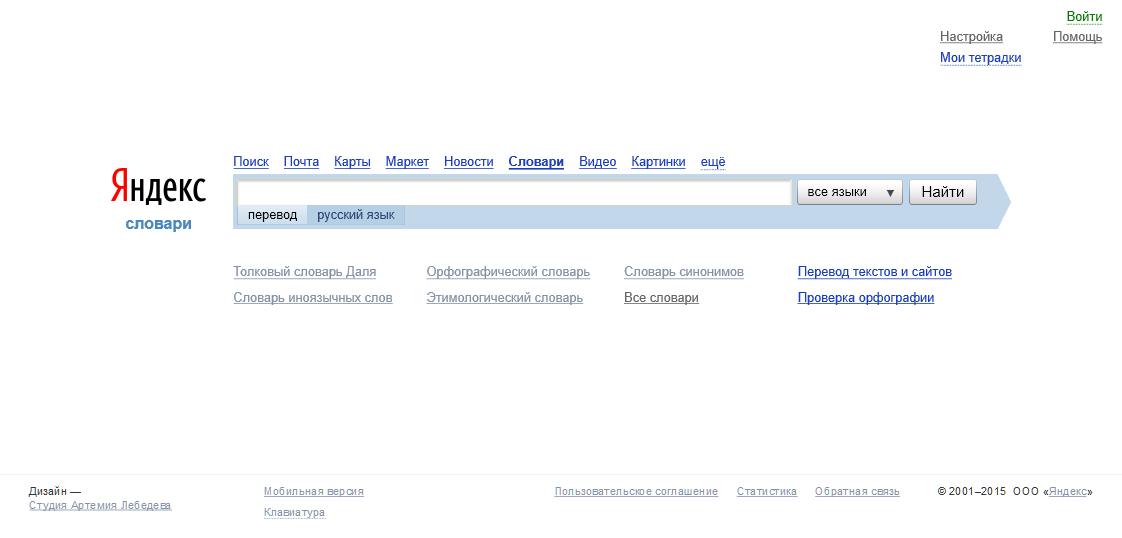 Войти
Настройка Помощь
Мои тетрадки
Поиск Почта Карты Маркет Новости Словари Видео Картинки ещё
Яндекс
словари
все языки ▼ Найти
перевод русский язык
Толковый словарь Даля Орфографический словарь Словарь синонимов Перевод текстов и сайтов
Словарь иноязычных слов Этимологический словарь Все словари Проверка орфографии
Дизайн — Мобильная версия Пользовательское соглашение Статистика Обратная связь © 2001–2015 ООО «Яндекс»
Студия Артемия Лебедева
Клавиатура